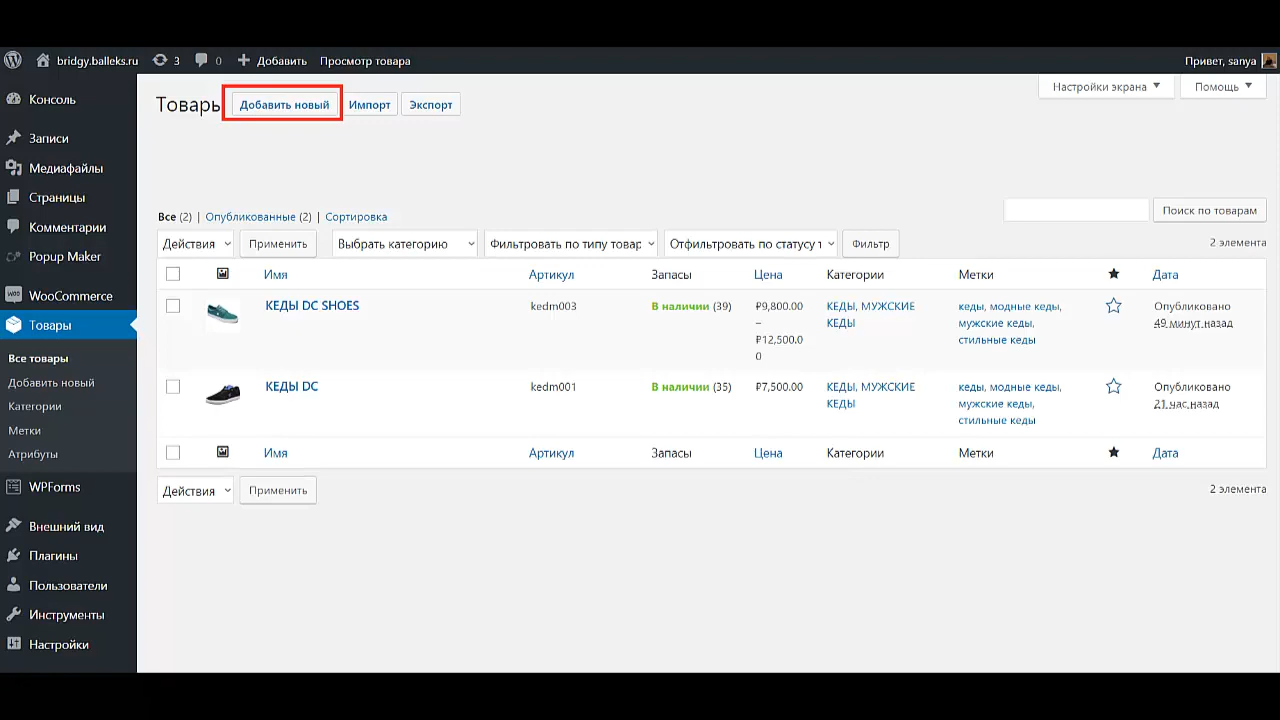 bridgy.balleks.ru 3 0 Добавить Просмотр товара Привет, sanya
Консоль
Записи
Медиафайлы
Страницы
Комментарии
Popup Maker
WooCommerce
Товары
Все товары
Добавить новый
Категории
Метки
Атрибуты
WPForms
Внешний вид
Плагины
Пользователи
Инструменты
Настройки
Настройки экрана Помощь
Товары Добавить новый Импорт Экспорт
Все (2) | Опубликованные (2) | Сортировка
Поиск по товарам
Действия Применить Выбрать категорию Фильтровать по типу товар Отфильтровать по статусу т Фильтр 2 элемента
Имя Артикул Запасы Цена Категории Метки Дата
КЕДЫ DC SHOES kedm003 В наличии (39) ₽9,800.00 КЕДЫ, МУЖСКИЕ кеды, модные кеды, Опубликовано
– КЕДЫ мужские кеды, 49 минут назад
₽12,500.0 стильные кеды
0
КЕДЫ DC kedm001 В наличии (35) ₽7,500.00 КЕДЫ, МУЖСКИЕ кеды, модные кеды, Опубликовано
КЕДЫ мужские кеды, 21 час назад
стильные кеды
Имя Артикул Запасы Цена Категории Метки Дата
Действия Применить 2 элемента